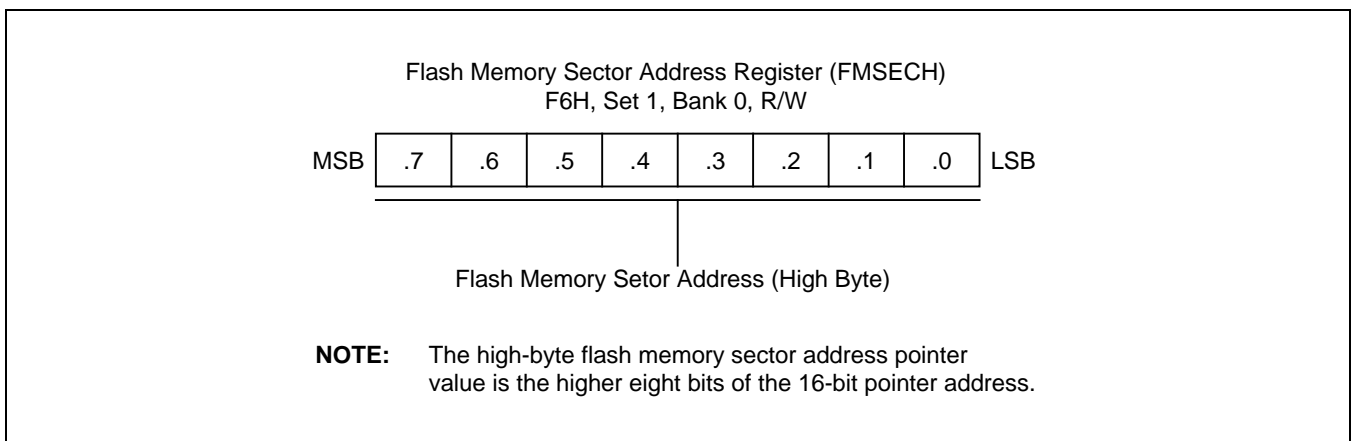 Flash Memory Sector Address Register (FMSECH)
F6H, Set 1, Bank 0, R/W
MSB .7 .6 .5 .4 .3 .2 .1 .0 LSB
Flash Memory Setor Address (High Byte)
NOTE: The high-byte flash memory sector address pointer
value is the higher eight bits of the 16-bit pointer address.